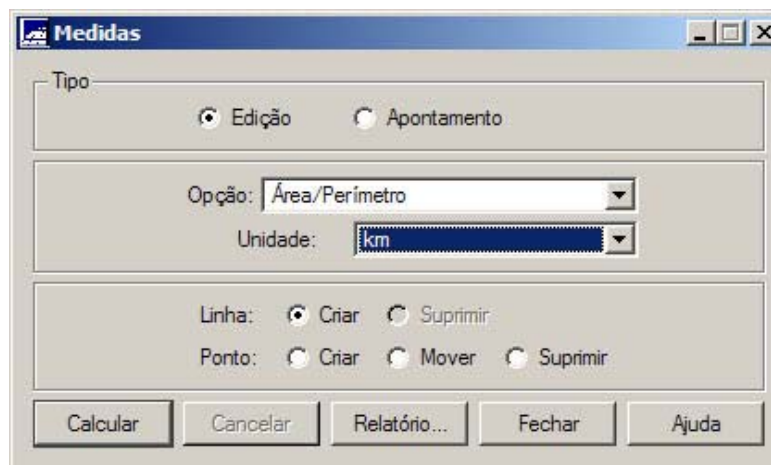 Medidas
Tipo
Edição Apontamento
Opção: Área/Perímetro
Unidade: km
Linha: Criar Suprimir
Ponto: Criar Mover Suprimir
Calcular Cancelar Relatório... Fechar Ajuda